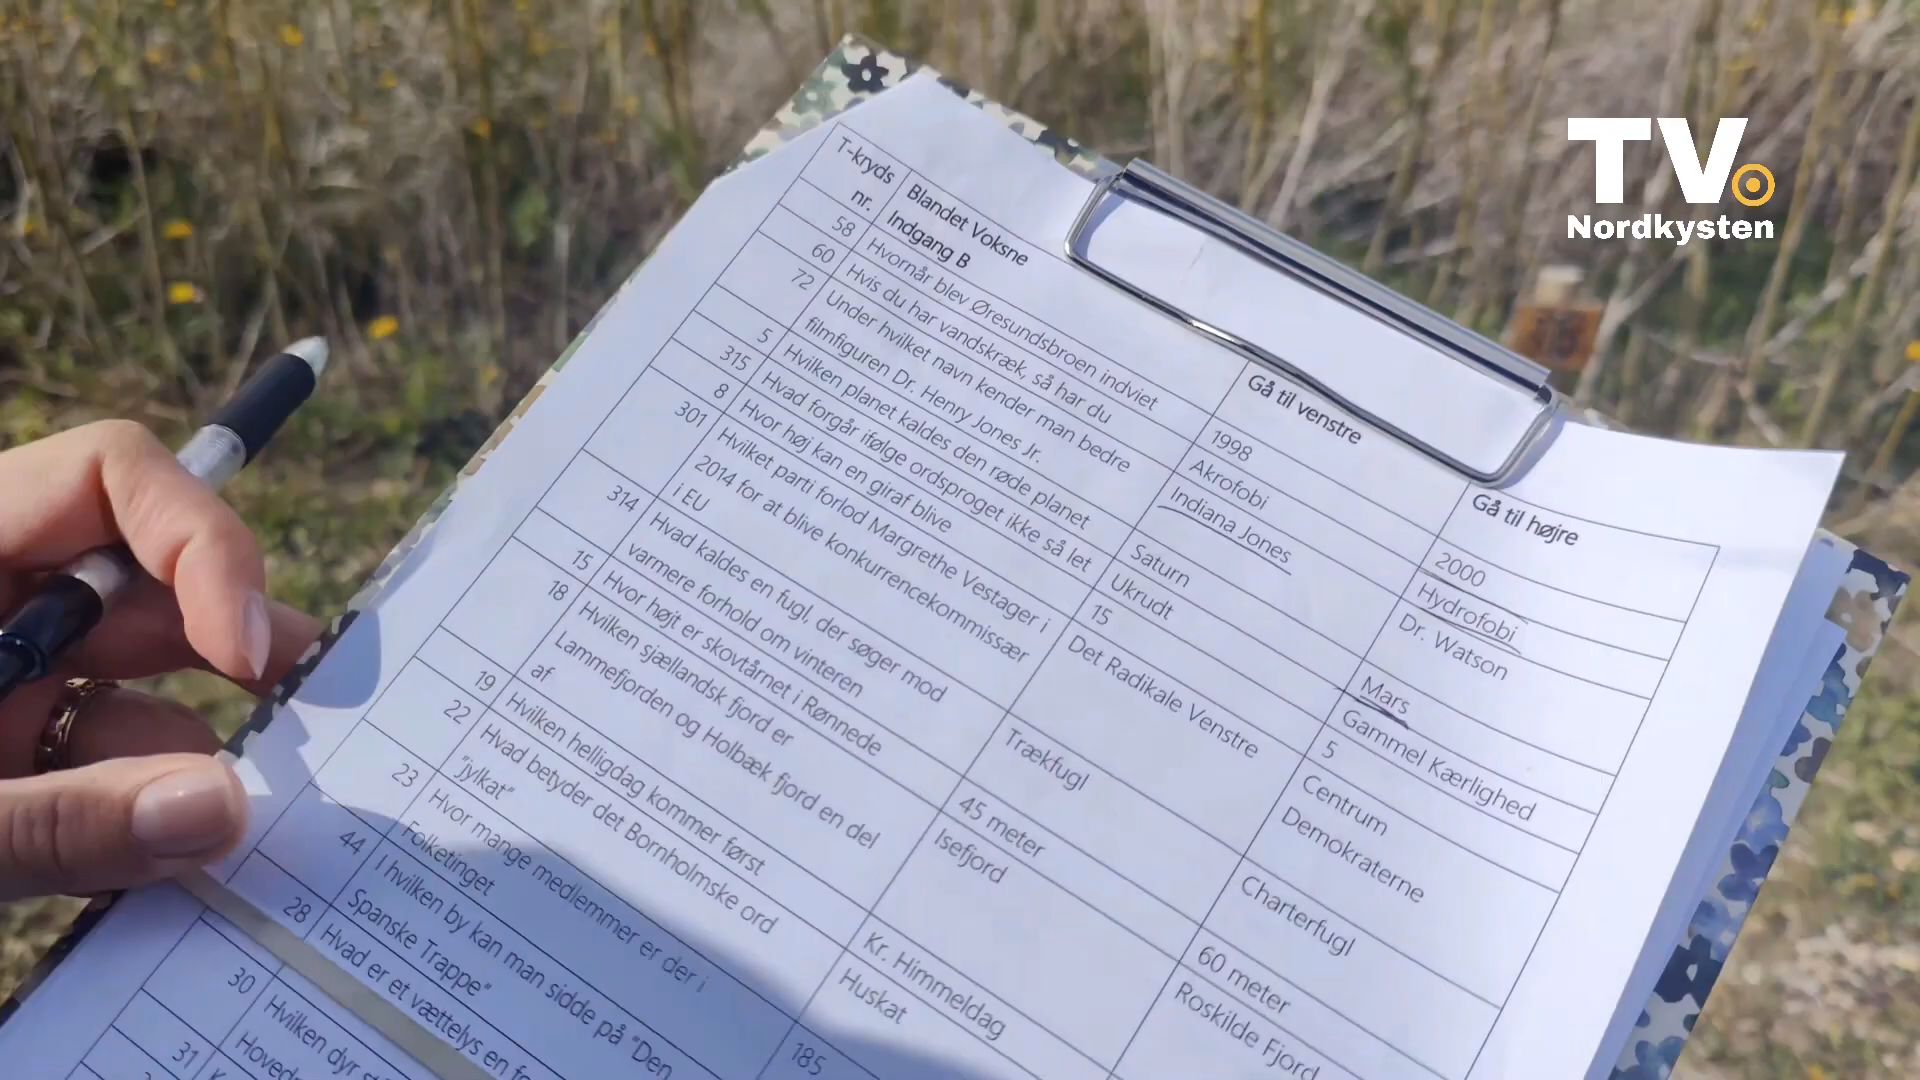 TV
Nordkysten
T-kryds nr. Blandet Voksne Indgang B Gå til venstre Gå til højre
58 Hvornår blev Øresundsbroen indviet 1998 2000
60 Hvis du har vandskræk, så har du Akrofobi Hydrofobi
72 Under hvilket navn kender man bedre
filmfiguren Dr. Henry Jones Jr. Indiana Jones Dr. Watson
5 Hvilken planet kaldes den røde planet Saturn Mars
315 Hvad forgår ifølge ordsproget ikke så let Ukrudt Gammel Kærlighed
8 Hvor høj kan en giraf blive 15 5
301 Hvilket parti forlod Margrethe Vestager i
2014 for at blive konkurrencekommissær
i EU Det Radikale Venstre Centrum
Demokraterne
314 Hvad kaldes en fugl, der søger mod
varmere forhold om vinteren Trækfugl Charterfugl
15 Hvor højt er skovtårnet i Rønnede 45 meter 60 meter
18 Hvilken sjællandsk fjord er
Lammefjorden og Holbæk fjord en del
af Isefjord Roskilde Fjord
19 Hvilken helligdag kommer først Kr. Himmeldag
22 Hvad betyder det Bornholmske ord
"jylkat" Huskat
23 Hvor mange medlemmer er der i
Folketinget 185
44 I hvilken by kan man sidde på "Den
Spanske Trappe"
28 Hvad er et vættelys en
30 Hvilken dyr
31